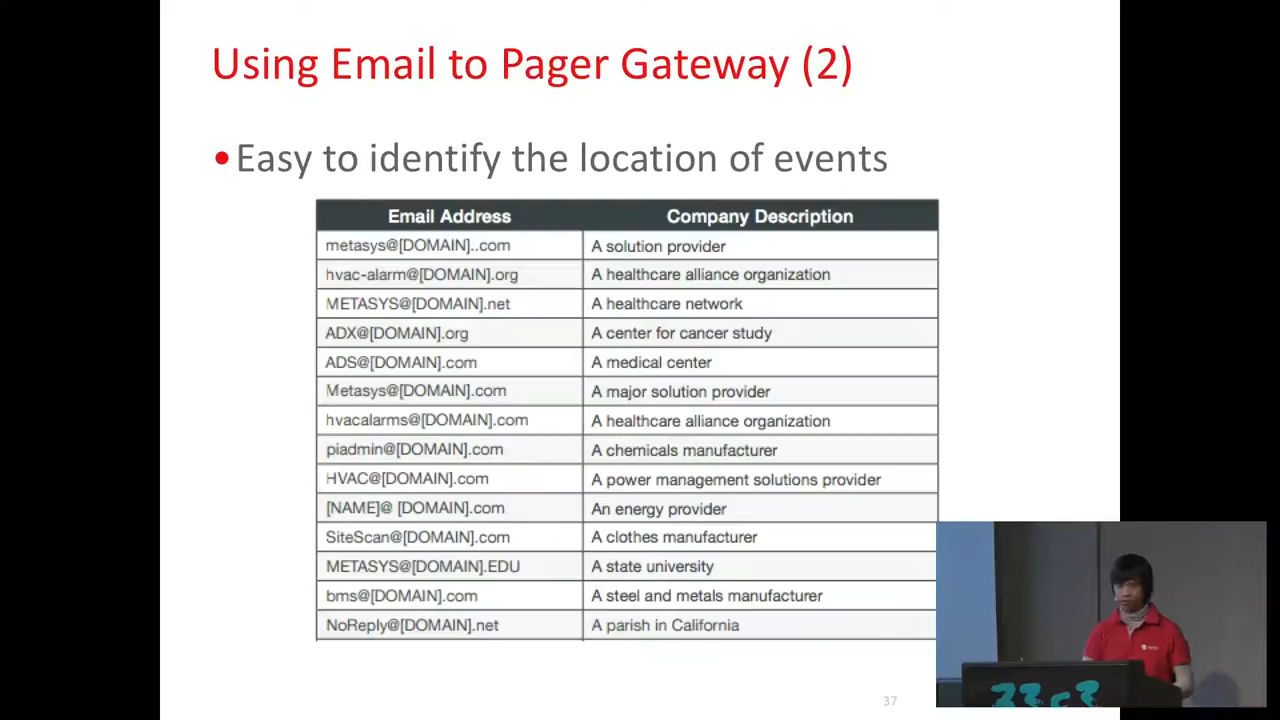 Using Email to Pager Gateway (2)
•Easy to identify the location of events
Email Address Company Description
metasys@[DOMAIN]..com A solution provider
hvac-alarm@[DOMAIN].org A healthcare alliance organization
METASYS@[DOMAIN].net A healthcare network
ADX@[DOMAIN].org A center for cancer study
ADS@[DOMAIN].com A medical center
Metasys@[DOMAIN].com A major solution provider
hvacalarms@[DOMAIN].com A healthcare alliance organization
piadmin@[DOMAIN].com A chemicals manufacturer
HVAC@[DOMAIN].com A power management solutions provider
[NAME]@ [DOMAIN].com An energy provider
SiteScan@[DOMAIN].com A clothes manufacturer
METASYS@[DOMAIN].EDU A state university
bms@[DOMAIN].com A steel and metals manufacturer
NoReply@[DOMAIN].net A parish in California
37
33c3